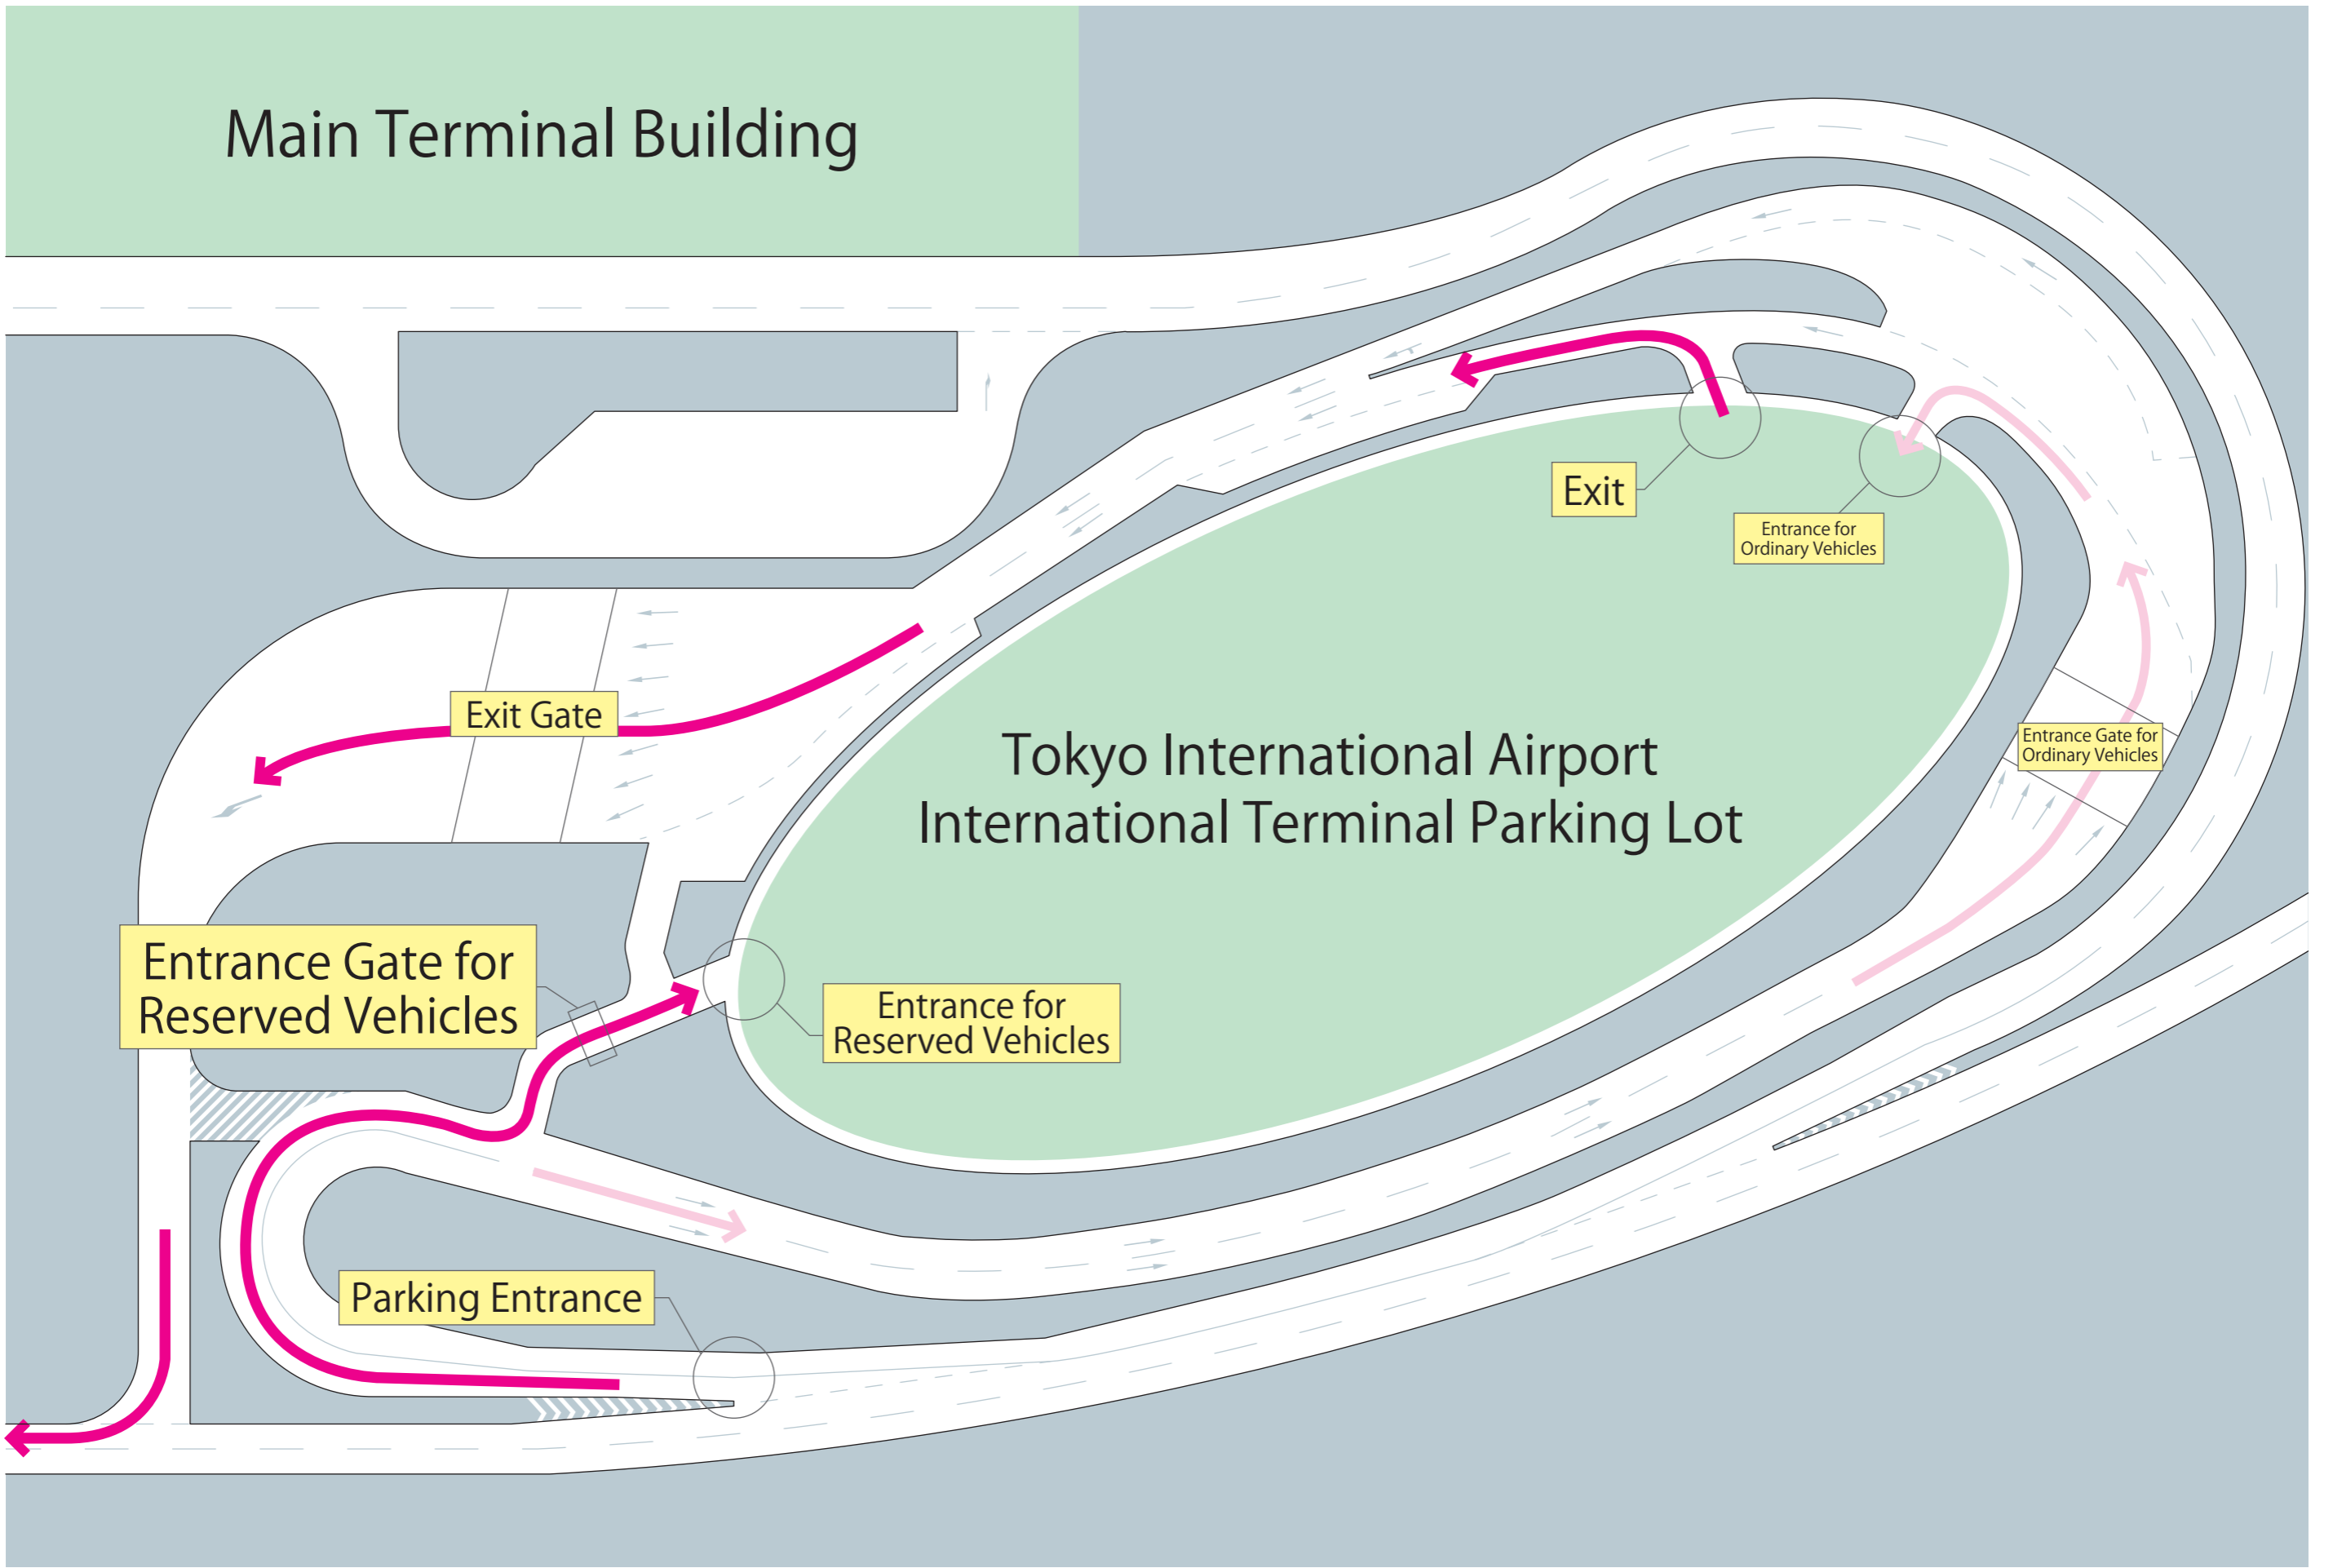 Main Terminal Building
Exit
Entrance for
Ordinary Vehicles
Exit Gate
Entrance Gate for
Ordinary Vehicles
Tokyo International Airport
International Terminal Parking Lot
Entrance Gate for
Reserved Vehicles
Entrance for
Reserved Vehicles
Parking Entrance